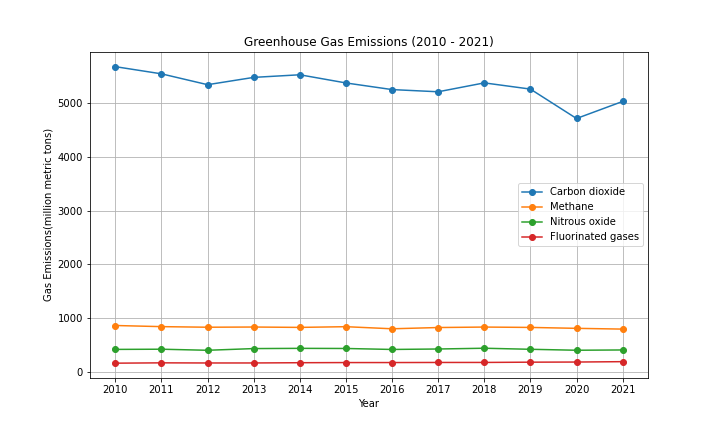 Greenhouse Gas Emissions (2010 - 2021)
Gas Emissions(million metric tons)
5000
4000
3000
2000
1000
0
Carbon dioxide
Methane
Nitrous oxide
Fluorinated gases
2010 2011 2012 2013 2014 2015 2016 2017 2018 2019 2020 2021
Year